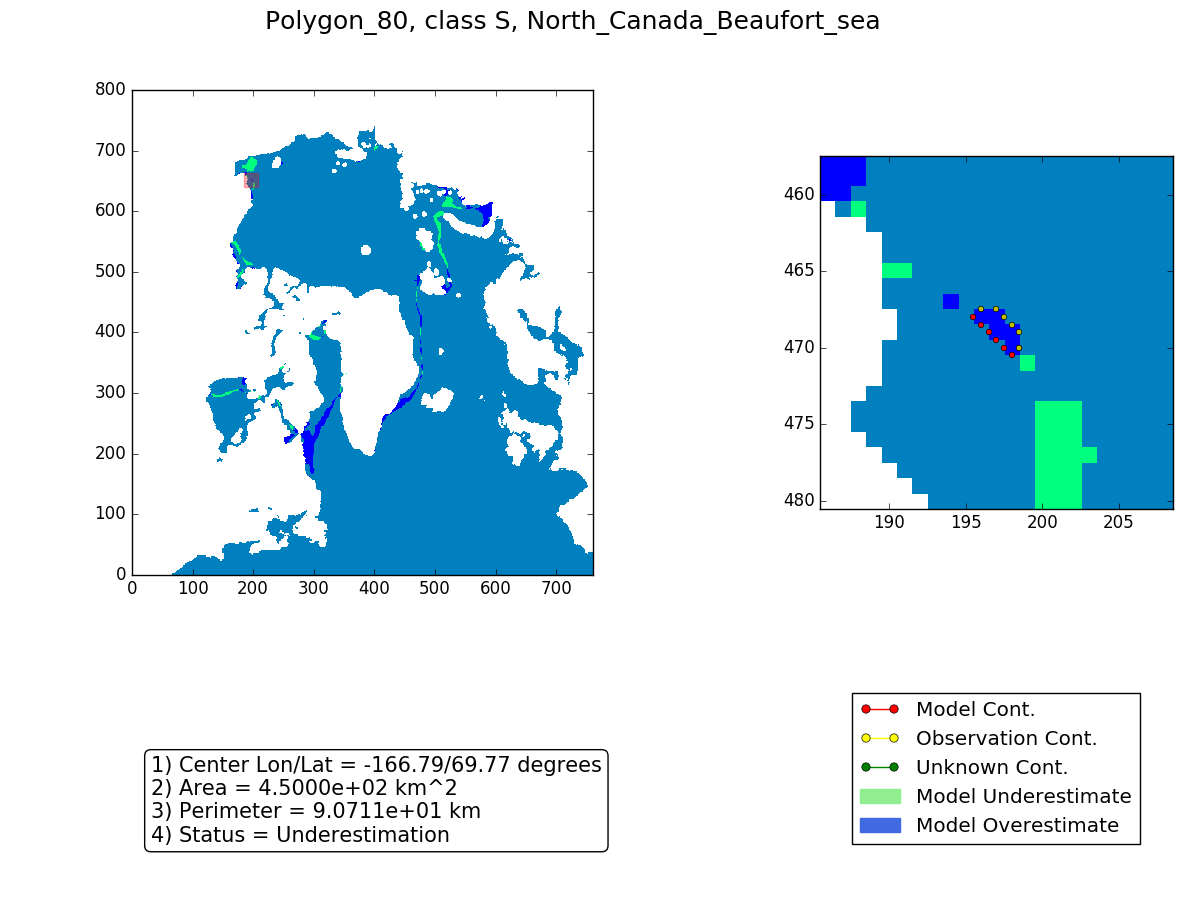 Polygon_80, class S, North_Canada_Beaufort_sea
800
700
600
500
400
300
200
100
0
0 100 200 300 400 500 600 700
460
465
470
475
480
190 195 200 205
1) Center Lon/Lat = -166.79/69.77 degrees
2) Area = 4.5000e+02 km^2
3) Perimeter = 9.0711e+01 km
4) Status = Underestimation
Model Cont.
Observation Cont.
Unknown Cont.
Model Underestimate
Model Overestimate